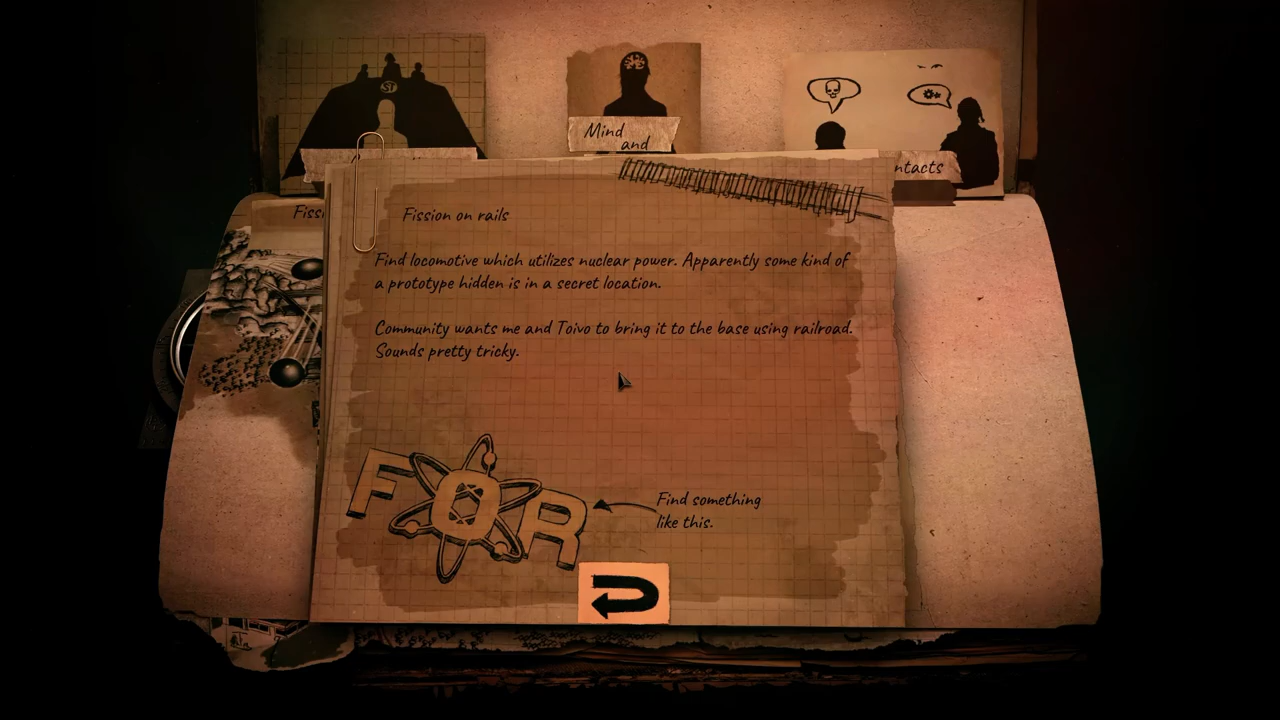 ST
Mind
and
ntacts
Fissi
Fission on rails
Find locomotive which utilizes nuclear power. Apparently some kind of
a prototype hidden is in a secret location.
Community wants me and Toivo to bring it to the base using railroad.
Sounds pretty tricky.
FOR
Find something
like this.